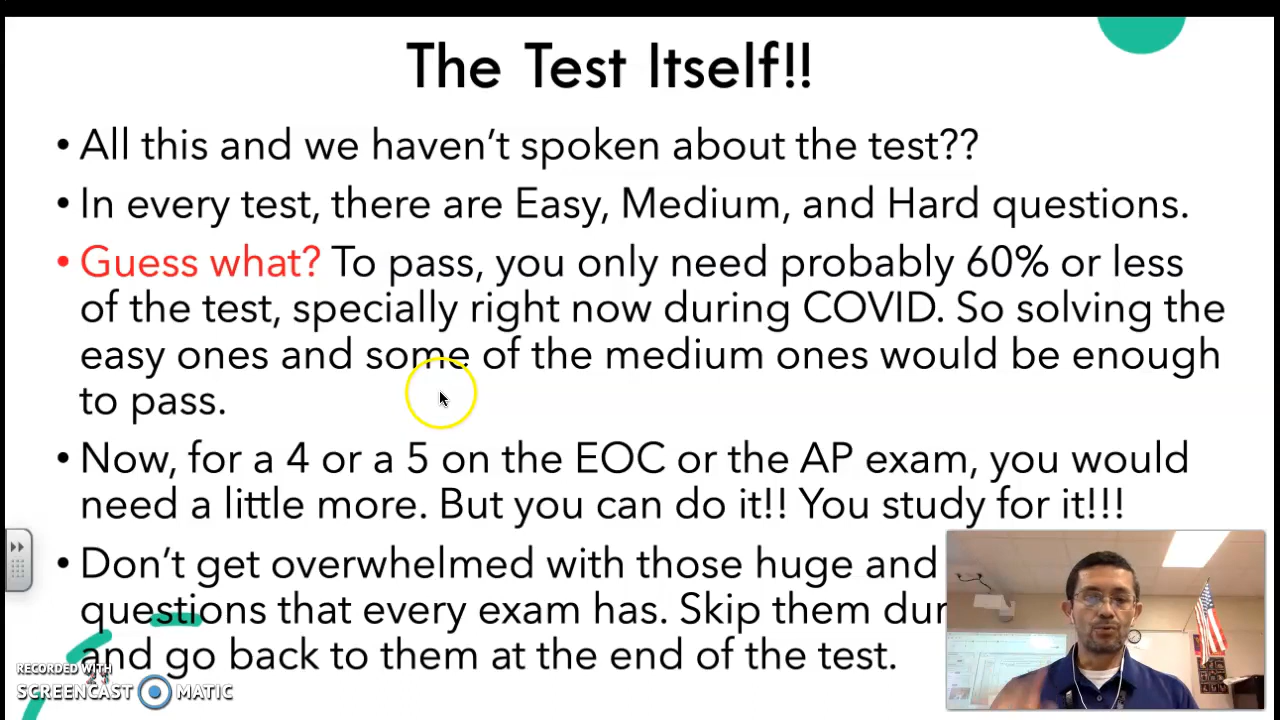 The Test Itself!!
• All this and we haven't spoken about the test??
• In every test, there are Easy, Medium, and Hard questions.
• Guess what? To pass, you only need probably 60% or less
of the test, specially right now during COVID. So solving the
easy ones and some of the medium ones would be enough
to pass.
• Now, for a 4 or a 5 on the EOC or the AP exam, you would
need a little more. But you can do it!! You study for it!!!
• Don't get overwhelmed with those huge and
questions that every exam has. Skip them dur
and go back to them at the end of the test.
RECORDED WITH
SCREENCAST MATIC